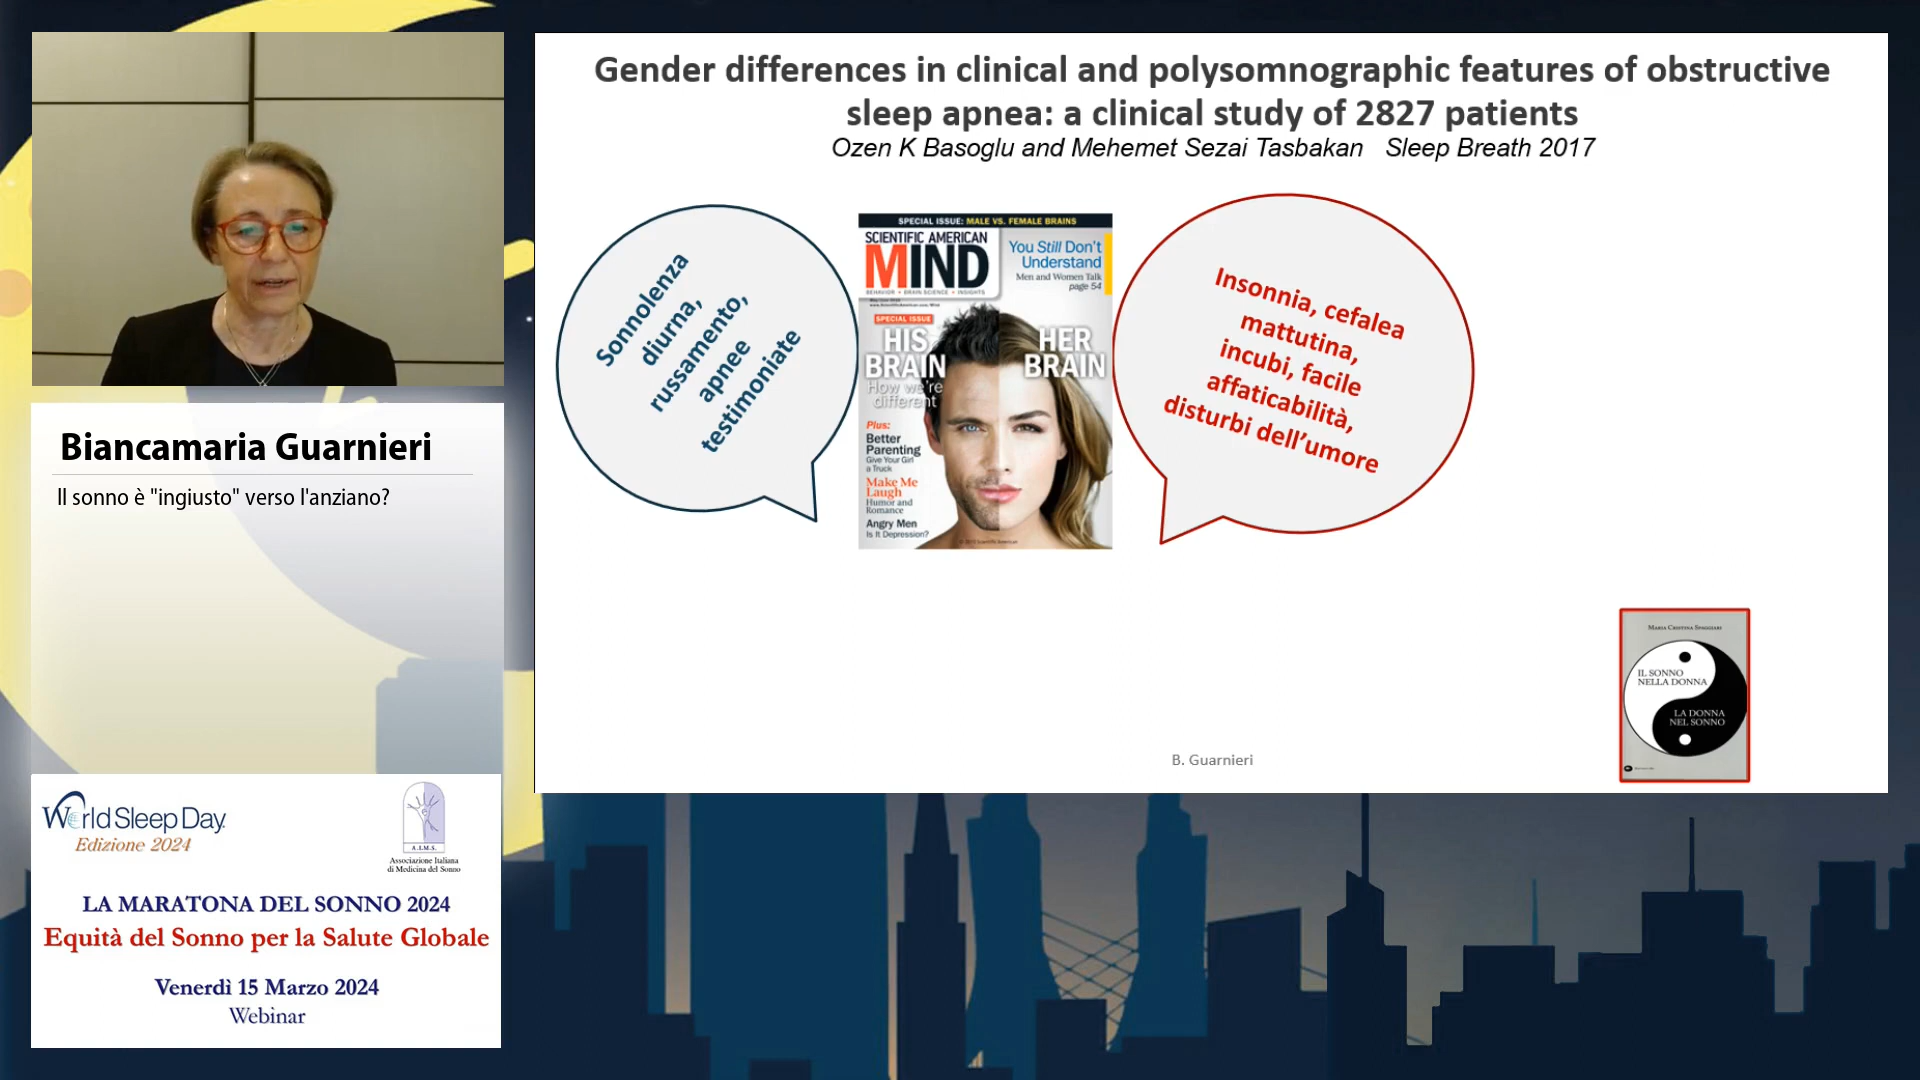 Gender differences in clinical and polysomnographic features of obstructive
sleep apnea: a clinical study of 2827 patients
Ozen K Basoglu and Mehemet Sezai Tasbakan Sleep Breath 2017
Sonnolenza
diurna,
russamento,
apnee
testimoniate
SPECIAL ISSUE: MALE VS. FEMALE BRAINS
SCIENTIFIC AMERICAN
MIND
BEHAVIOR • BRAIN SCIENCE • INSIGHTS
You Still Don't
Understand
Men and Women Talk
page 54
SPECIAL ISSUE
HIS
BRAIN
How we're
different
HER
BRAIN
Plus:
Better
Parenting
Give Your Girl
a Truck
Make Me
Laugh
Humor and
Romance
Angry Men
Is It Depression?
Insonnia, cefalea
mattutina,
incubi, facile
affaticabilità,
disturbi dell'umore
MARIA CRISTINA SPAGGIARI
IL SONNO
NELLA DONNA
LA DONNA
NEL SONNO
B. Guarnieri
Biancamaria Guarnieri
Il sonno è "ingiusto" verso l'anziano?
World Sleep Day.
Edizione 2024
A.I.M.S.
Associazione Italiana
di Medicina del Sonno
LA MARATONA DEL SONNO 2024
Equità del Sonno per la Salute Globale
Venerdì 15 Marzo 2024
Webinar